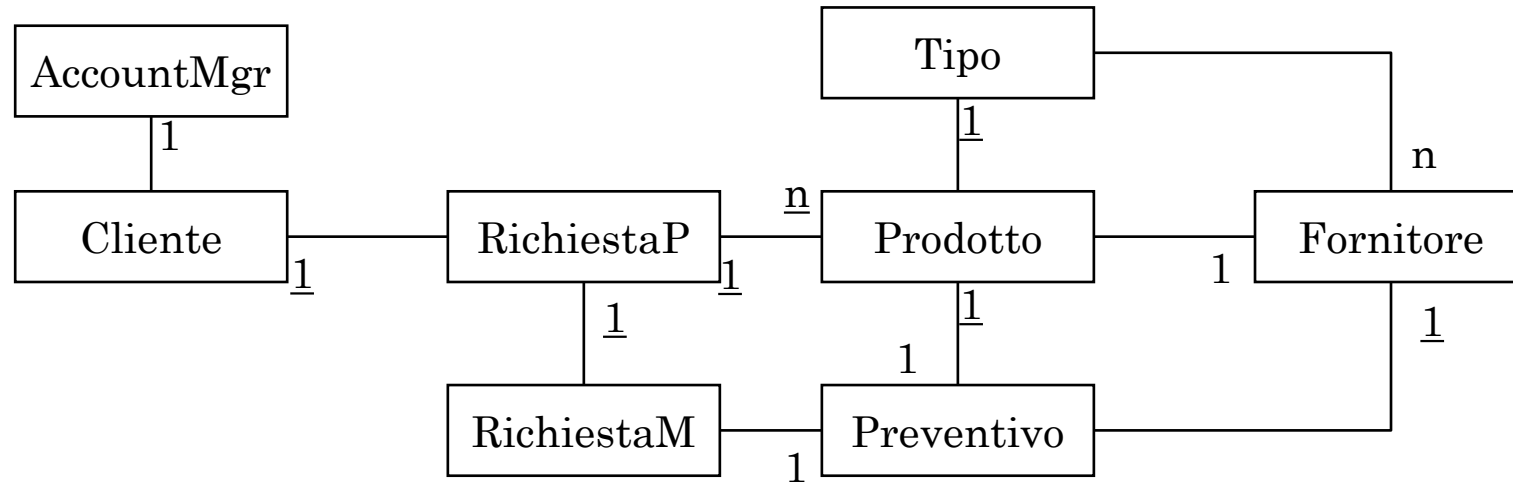 Tipo
AccountMgr
1
1
n
n
Cliente
RichiestaP
Prodotto
Fornitore
1
1
1
1
1
1
1
RichiestaM
Preventivo
1